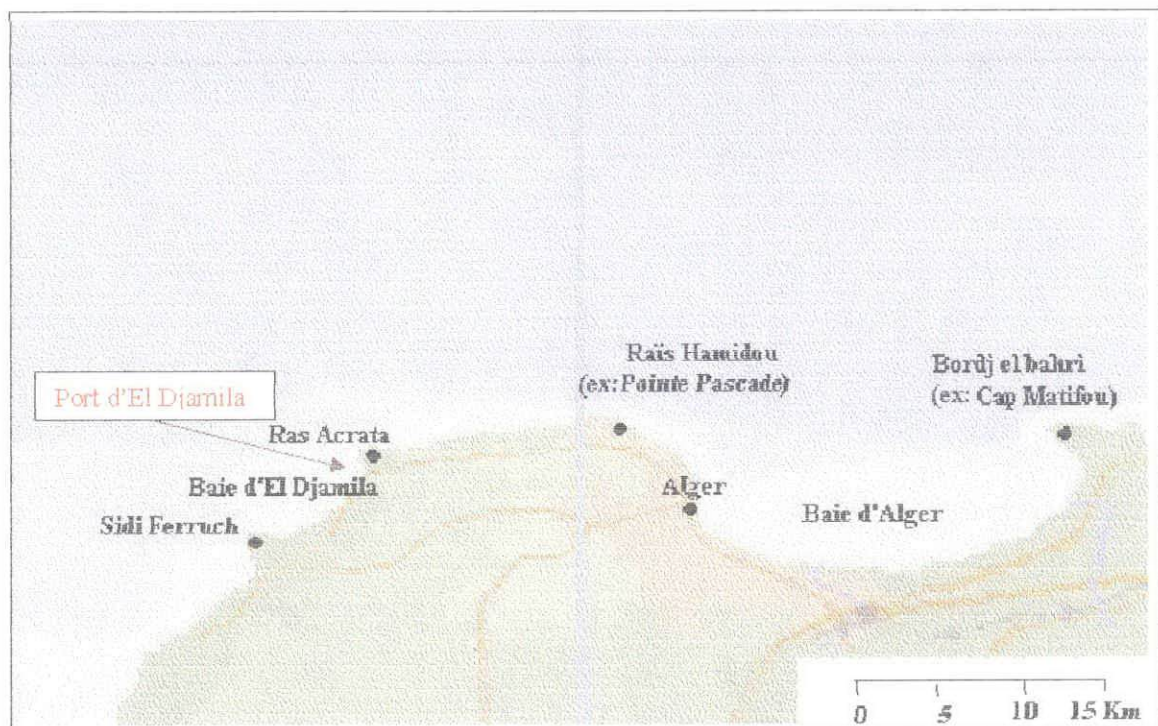 Raïs Hamidou
(ex:Pointe Pascade)
Bordj el bahri
(ex: Cap Matifou)
Port d'El Djamila
Ras Acrata
Baie d'El Djamila
Sidi Ferruch
Alger
Baie d'Alger
0 5 10 15 Km